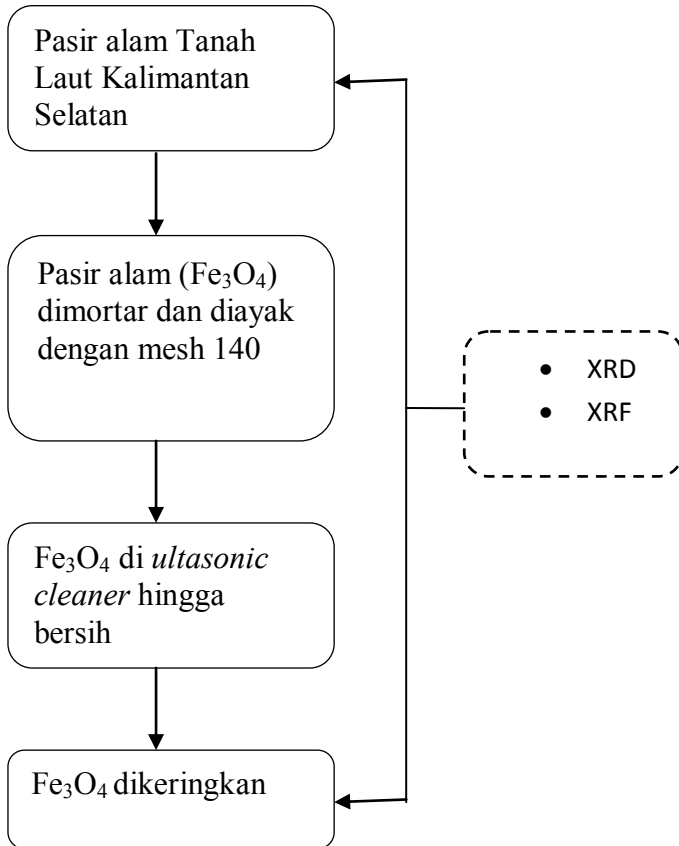 Pasir alam Tanah
Laut Kalimantan
Selatan
Pasir alam (Fe₃O₄)
dimortar dan diayak
dengan mesh 140
• XRD
• XRF
Fe₃O₄ di ultasonic
cleaner hingga
bersih
Fe₃O₄ dikeringkan